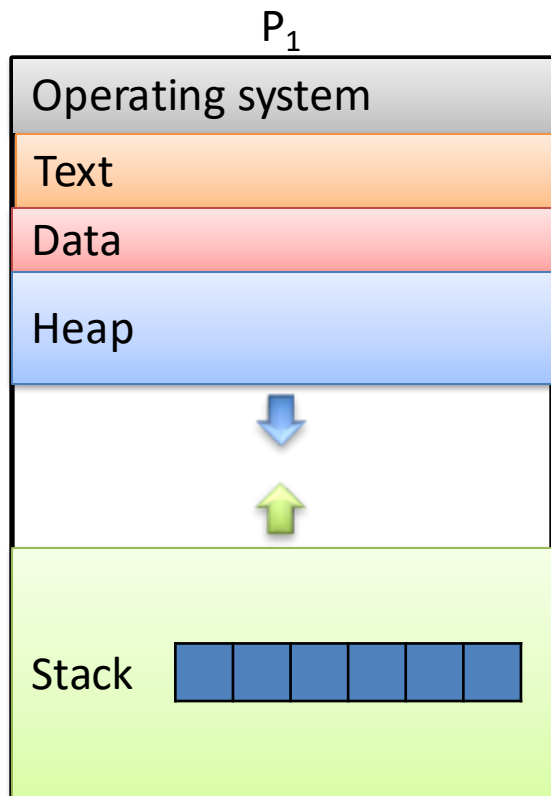 P₁
Operating system
Text
Data
Heap
Stack